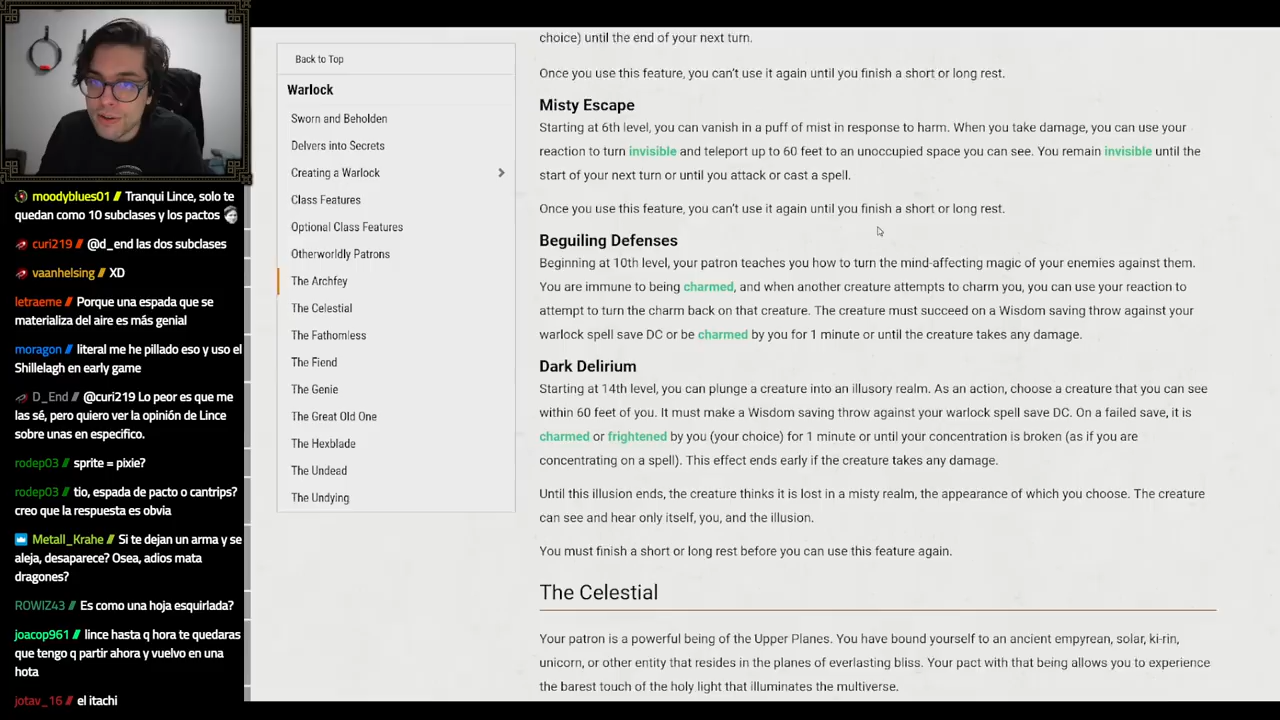 moodyblues01 // Tranqui Lince, solo te
quedan como 10 subclases y los pactos
curi219 // @d_end las dos subclases
vaanhelsing // XD
letraeme // Porque una espada que se
materializa del aire es más genial
moragon // literal me he pillado eso y uso el
Shillelagh en early game
D_End // @curi219 Lo peor es que me
las sé, pero quiero ver la opinión de Lince
sobre unas en especifico.
rodep03 // sprite = pixie?
rodep03 // tio, espada de pacto o cantrips?
creo que la respuesta es obvia
Metall_Krahe // Si te dejan un arma y se
aleja, desaparece? Osea, adios mata
dragones?
ROWIZ43 // Es como una hoja esquirlada?
joacop961 // lince hasta q hora te quedaras
que tengo q partir ahora y vuelvo en una
hota
jotav_16 // el itachi
Back to Top
Warlock
Sworn and Beholden
Delvers into Secrets
Creating a Warlock
Class Features
Optional Class Features
Otherworldly Patrons
The Archfey
The Celestial
The Fathomless
The Fiend
The Genie
The Great Old One
The Hexblade
The Undead
The Undying
choice) until the end of your next turn.
Once you use this feature, you can't use it again until you finish a short or long rest.
Misty Escape
Starting at 6th level, you can vanish in a puff of mist in response to harm. When you take damage, you can use your
reaction to turn invisible and teleport up to 60 feet to an unoccupied space you can see. You remain invisible until the
start of your next turn or until you attack or cast a spell.
Once you use this feature, you can't use it again until you finish a short or long rest.
Beguiling Defenses
Beginning at 10th level, your patron teaches you how to turn the mind-affecting magic of your enemies against them.
You are immune to being charmed, and when another creature attempts to charm you, you can use your reaction to
attempt to turn the charm back on that creature. The creature must succeed on a Wisdom saving throw against your
warlock spell save DC or be charmed by you for 1 minute or until the creature takes any damage.
Dark Delirium
Starting at 14th level, you can plunge a creature into an illusory realm. As an action, choose a creature that you can see
within 60 feet of you. It must make a Wisdom saving throw against your warlock spell save DC. On a failed save, it is
charmed or frightened by you (your choice) for 1 minute or until your concentration is broken (as if you are
concentrating on a spell). This effect ends early if the creature takes any damage.
Until this illusion ends, the creature thinks it is lost in a misty realm, the appearance of which you choose. The creature
can see and hear only itself, you, and the illusion.
You must finish a short or long rest before you can use this feature again.
The Celestial
Your patron is a powerful being of the Upper Planes. You have bound yourself to an ancient empyrean, solar, ki-rin,
unicorn, or other entity that resides in the planes of everlasting bliss. Your pact with that being allows you to experience
the barest touch of the holy light that illuminates the multiverse.